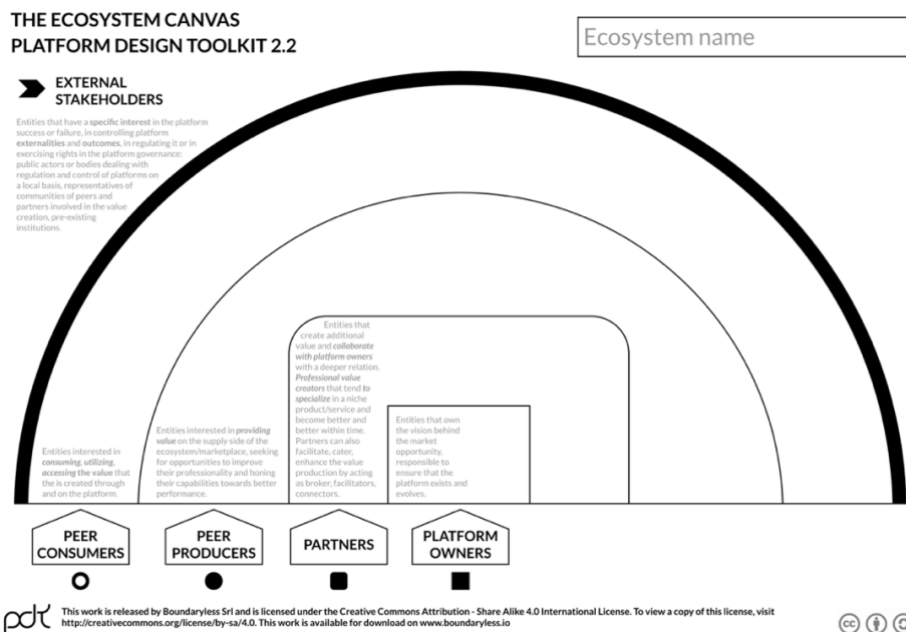 THE ECOSYSTEM CANVAS
PLATFORM DESIGN TOOLKIT 2.2
Ecosystem name
EXTERNAL
STAKEHOLDERS
Entities that have a specific interest in the platform
success or failure, in controlling platform
externalities and outcomes, in regulating it or in
exercising rights in the platform governance:
public actors or bodies dealing with
regulation and control of platforms on
a local basis, representatives of
communities of peers and
partners involved in the value
creation, pre-existing
institutions.
Entities interested in
consuming, utilizing,
accessing the value that
the is created through
and on the platform.
Entities interested in providing
value on the supply side of the
ecosystem/marketplace, seeking
for opportunities to improve
their professionality and honing
their capabilities towards better
performance.
Entities that
create additional
value and collaborate
with platform owners
with a deeper relation.
Professional value
creators that tend to
specialize in a niche
product/service and
become better and
better within time.
Partners can also
facilitate, cater,
enhance the value
production by acting
as broker, facilitators,
connectors.
Entities that own
the vision behind
the market
opportunity,
responsible to
ensure that the
platform exists and
evolves.
PEER
CONSUMERS
PEER
PRODUCERS
PARTNERS
PLATFORM
OWNERS
pdt
This work is released by Boundaryless Srl and is licensed under the Creative Commons Attribution - Share Alike 4.0 International License. To view a copy of this license, visit
http://creativecommons.org/license/by-sa/4.0. This work is available for download on www.boundaryless.io
cc